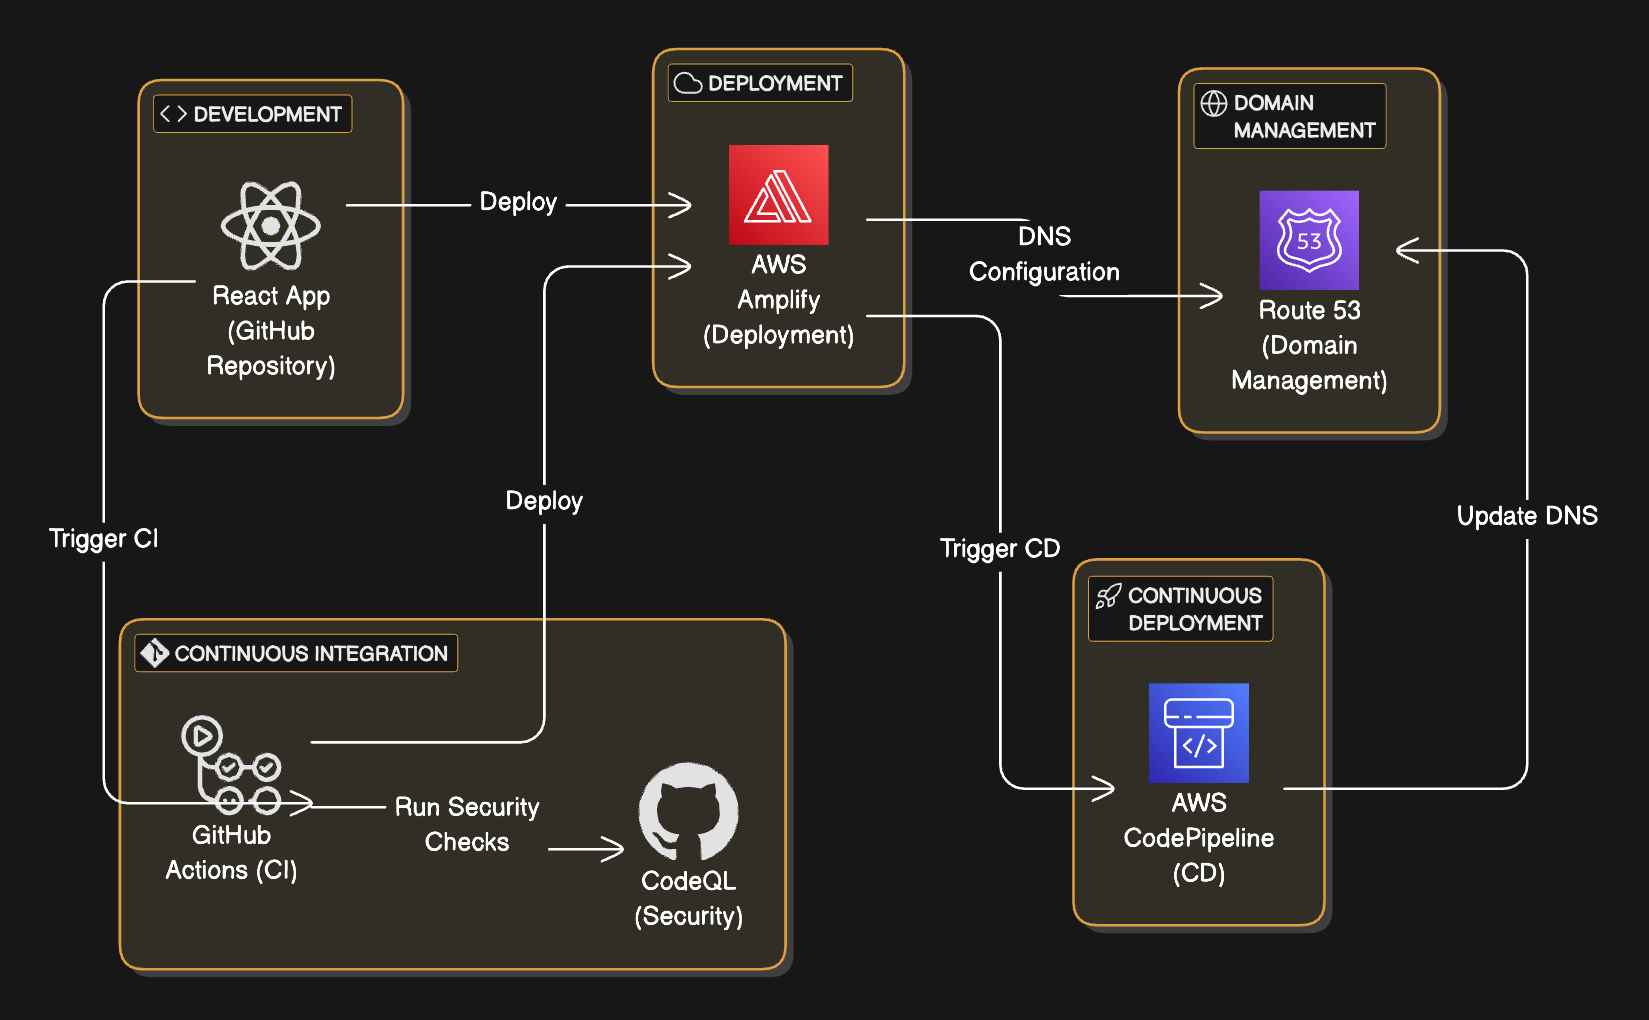 DEVELOPMENT
React App
(GitHub
Repository)
Deploy
DEPLOYMENT
AWS
Amplify
(Deployment)
DNS
Configuration
DOMAIN
MANAGEMENT
53
Route 53
(Domain
Management)
Trigger CI
Deploy
Trigger CD
Update DNS
CONTINUOUS INTEGRATION
GitHub
Actions (CI)
Run Security
Checks
CodeQL
(Security)
CONTINUOUS
DEPLOYMENT
AWS
CodePipeline
(CD)